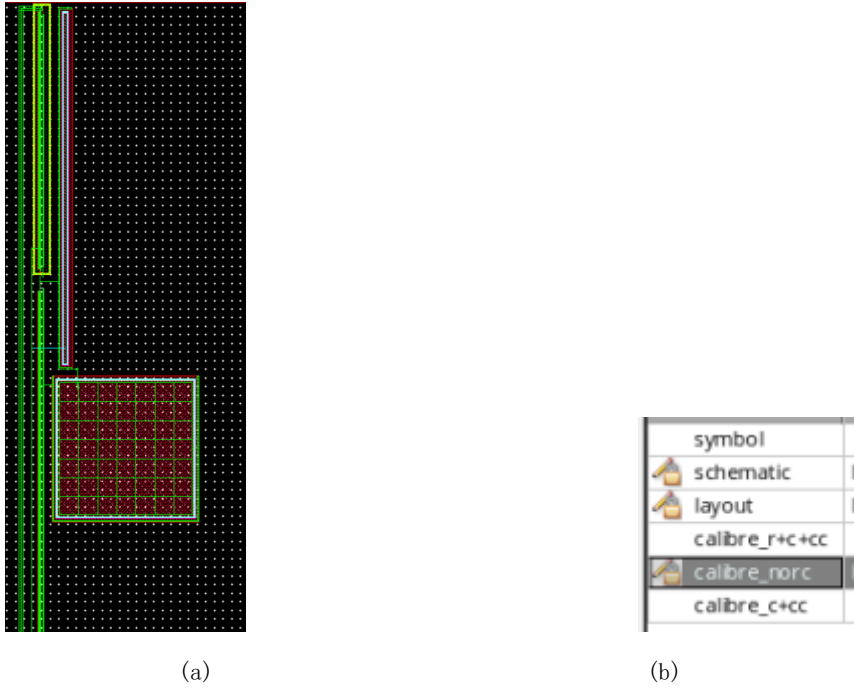 symbol
schematic
layout
calibre_r+c+cc
calibre_norc
calibre_c+cc
(a)
(b)